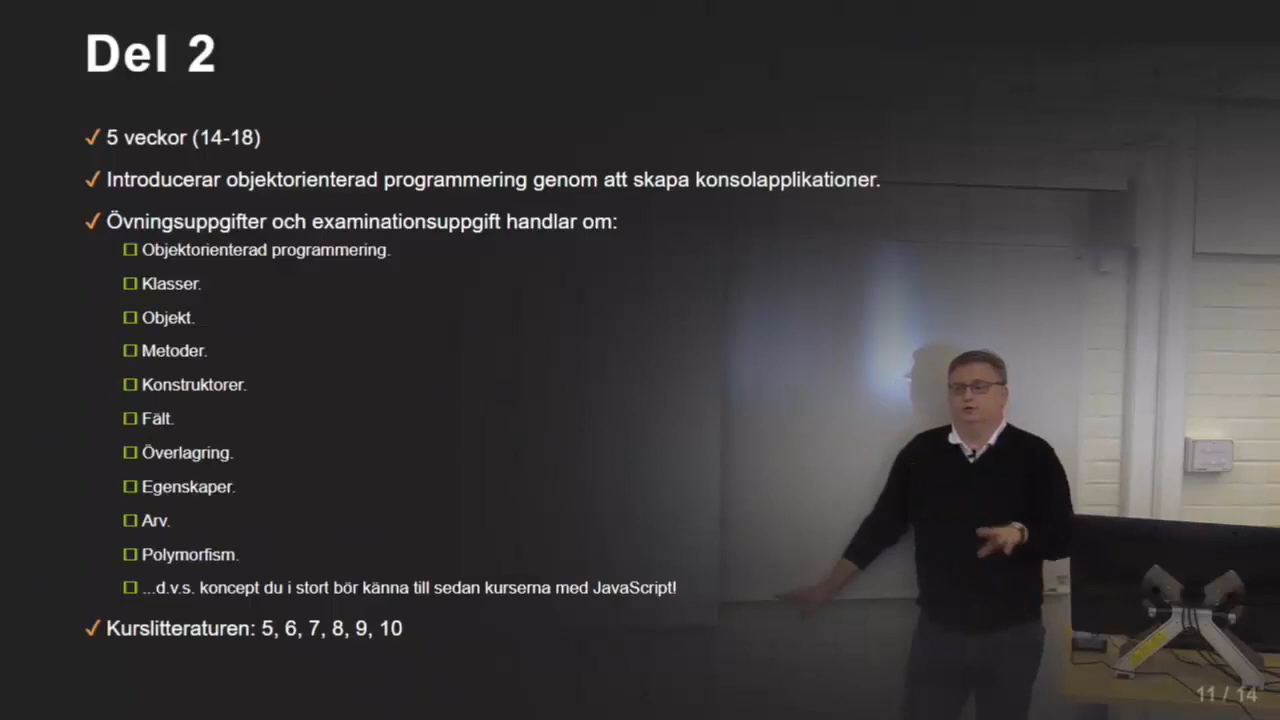 Del 2
5 veckor (14-18)
Introducerar objektorienterad programmering genom att skapa konsolapplikationer.
Övningsuppgifter och examinationsuppgift handlar om:
Objektorienterad programmering.
Klasser.
Objekt.
Metoder.
Konstruktorer.
Fält.
Överlagring.
Egenskaper.
Arv.
Polymorfism.
...d.v.s. koncept du i stort bör känna till sedan kurserna med JavaScript!
Kurslitteraturen: 5, 6, 7, 8, 9, 10
11 / 14